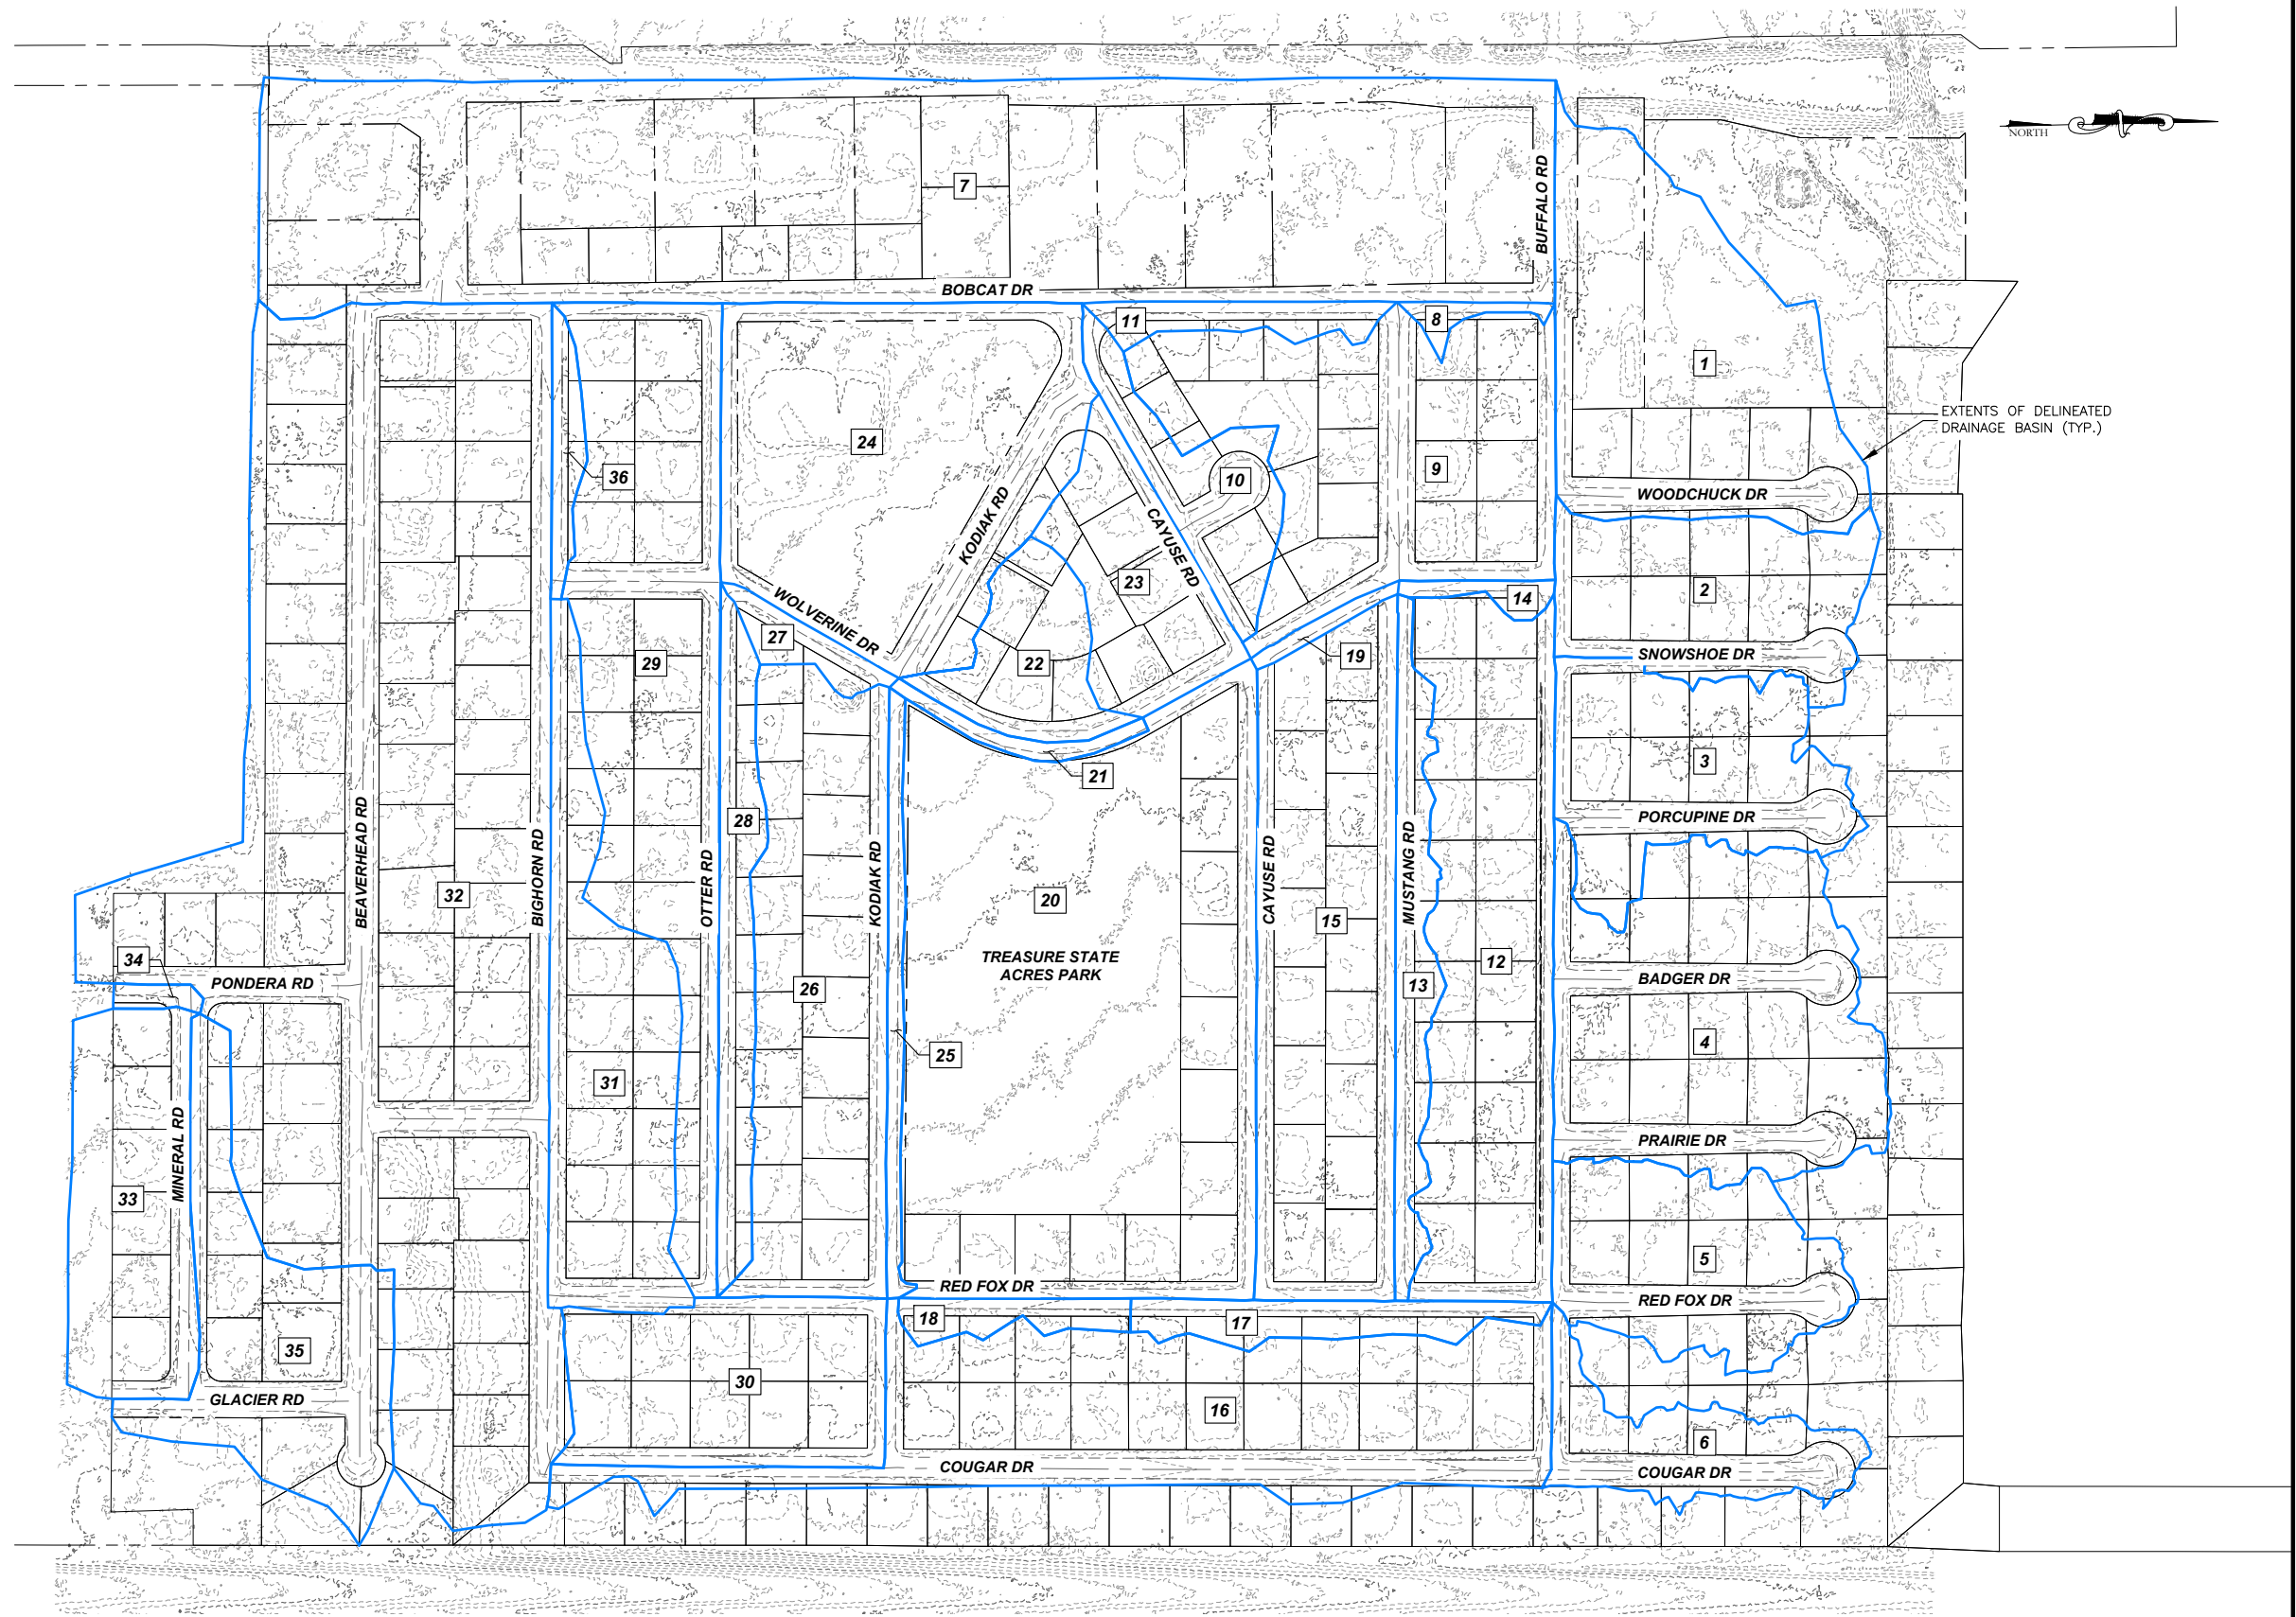 NORTH
7
BUFFALO RD
BOBCAT DR
11
8
1
EXTENTS OF DELINEATED
DRAINAGE BASIN (TYP.)
24
36
9
10
WOODCHUCK DR
KODIAK RD
CAYUSE RD
23
2
14
WOLVERINE DR
27
29
22
19
SNOWSHOE DR
21
3
28
PORCUPINE DR
BEAVERHEAD RD
BIGHORN RD
OTTER RD
KODIAK RD
CAYUSE RD
MUSTANG RD
32
20
15
TREASURE STATE
ACRES PARK
34
12
PONDERA RD
26
13
BADGER DR
25
4
31
MINERAL RD
PRAIRIE DR
33
5
RED FOX DR
RED FOX DR
18
17
35
30
GLACIER RD
16
6
COUGAR DR
COUGAR DR